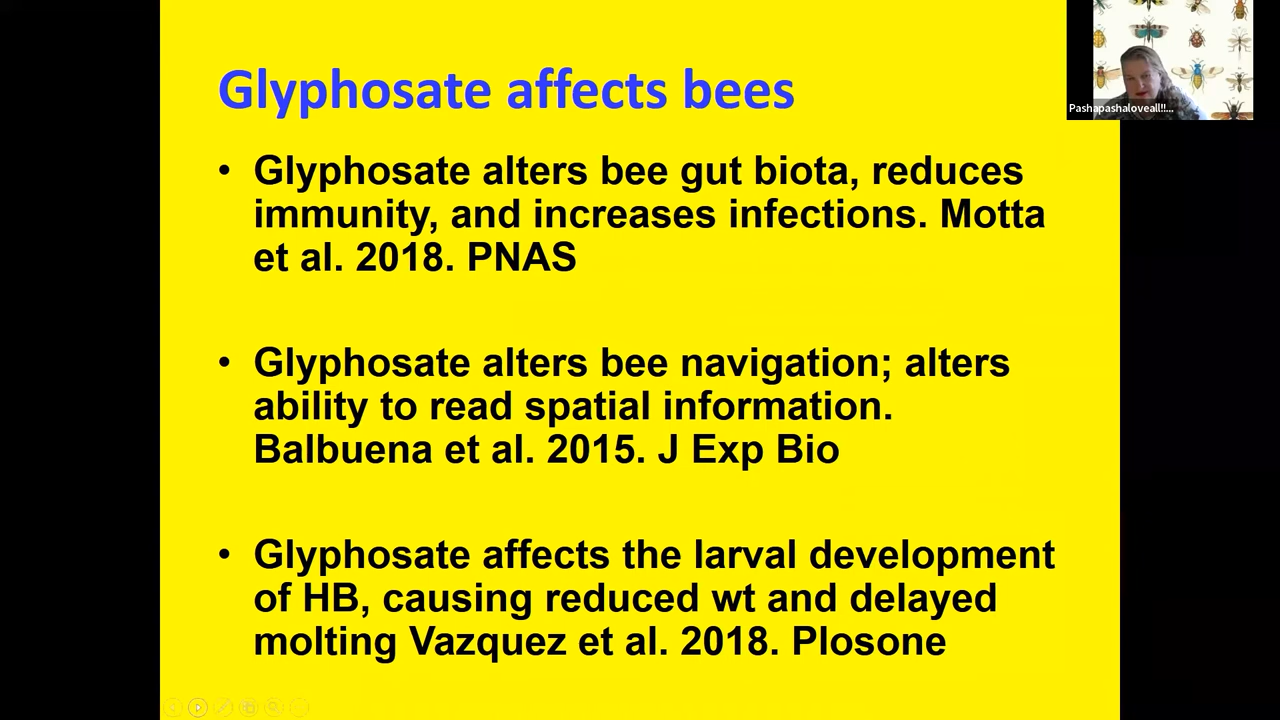 Glyphosate affects bees
• Glyphosate alters bee gut biota, reduces
immunity, and increases infections. Motta
et al. 2018. PNAS
• Glyphosate alters bee navigation; alters
ability to read spatial information.
Balbuena et al. 2015. J Exp Bio
• Glyphosate affects the larval development
of HB, causing reduced wt and delayed
molting Vazquez et al. 2018. Plosone
Pashapashaloveall!!...